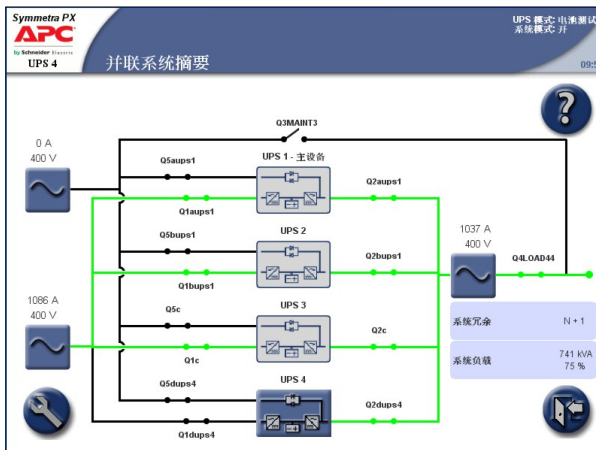 Symmetra PX
APC
by Schneider Electric
UPS 4
并联系统摘要
UPS 模式: 电池测试
系统模式: 开
09:5
?
Q3MAINT3
0 A
400 V
Q5aups1
UPS 1 - 主设备
Q1aups1
Q2aups1
Q5bups1
UPS 2
Q1bups1
Q2bups1
1037 A
400 V
Q4LOAD44
1086 A
400 V
Q5c
UPS 3
Q1c
Q2c
系统冗余 N + 1
系统负载 741 kVA
75 %
Q5dups4
UPS 4
Q1dups4
Q2dups4